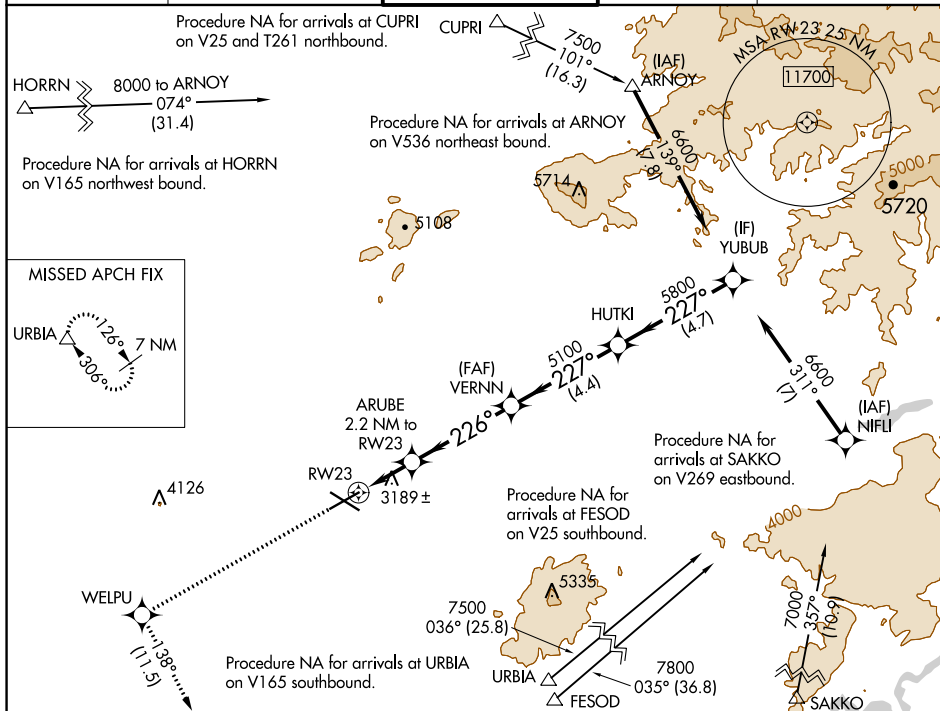 Procedure NA for arrivals at CUPRI
on V25 and T261 northbound.
CUPRI
7500
101°
(16.3)
(IAF)
ARNOY
MSA RW23 25 NM
11700
HORRN
8000 to ARNOY
074°
(31.4)
Procedure NA for arrivals at ARNOY
on V536 northeast bound.
6600
139°
(7.8)
Procedure NA for arrivals at HORRN
on V165 northwest bound.
5714
5000
5720
5108
(IF)
YUBUB
MISSED APCH FIX
URBIA
126°
306°
7 NM
5800
227°
(4.7)
HUTKI
5100
227°
(4.4)
(FAF)
VERNN
226°
ARUBE
2.2 NM to
RW23
RW23
3189 ±
4126
6600
311°
(7)
(IAF)
NIFLI
Procedure NA for
arrivals at SAKKO
on V269 eastbound.
Procedure NA for
arrivals at FESOD
on V25 southbound.
4000
5335
WELPU
138°
(11.5)
Procedure NA for arrivals at URBIA
on V165 southbound.
7500
036° (25.8)
URBIA
FESOD
7800
035° (36.8)
7000
357°
(10.9)
SAKKO